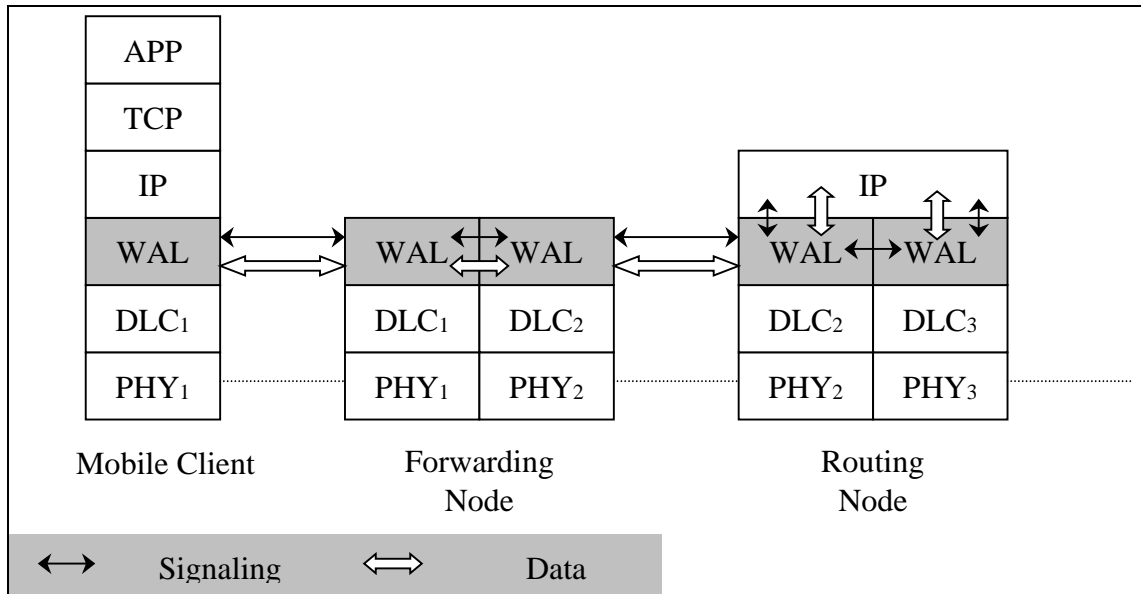 APP
TCP
IP
WAL
DLC₁
PHY₁
Mobile Client
WAL WAL
DLC₁ DLC₂
PHY₁ PHY₂
Forwarding
Node
IP
WAL WAL
DLC₂ DLC₃
PHY₂ PHY₃
Routing
Node
Signaling Data